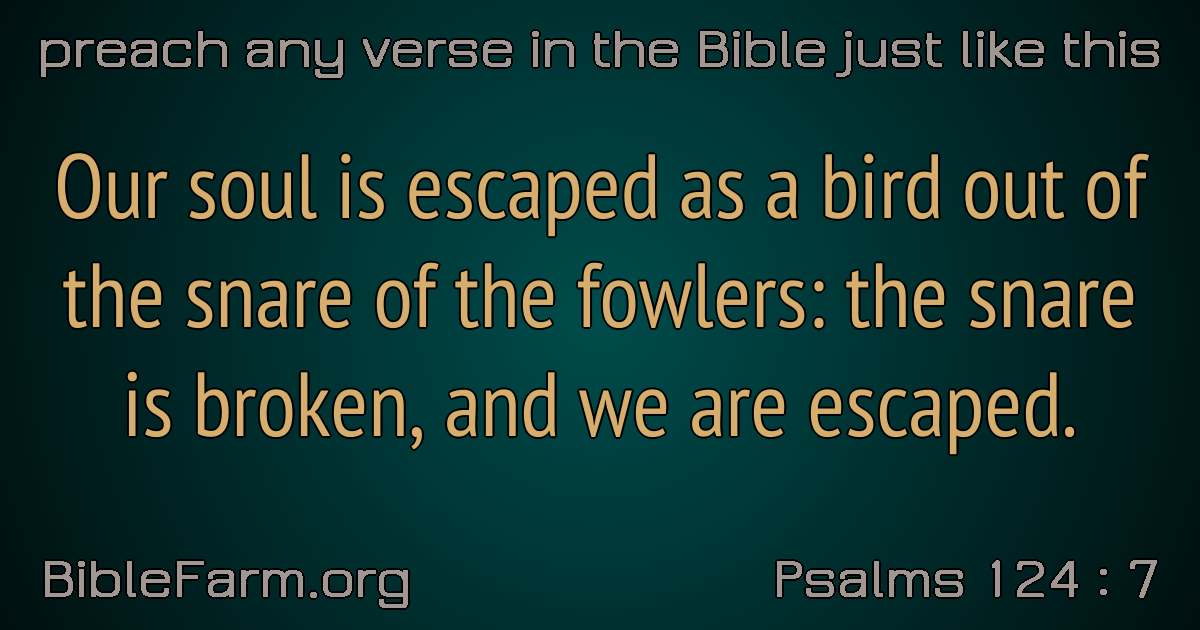 preach any verse in the Bible just like this
Our soul is escaped as a bird out of
the snare of the fowlers: the snare
is broken, and we are escaped.
BibleFarm.org
Psalms 124 : 7